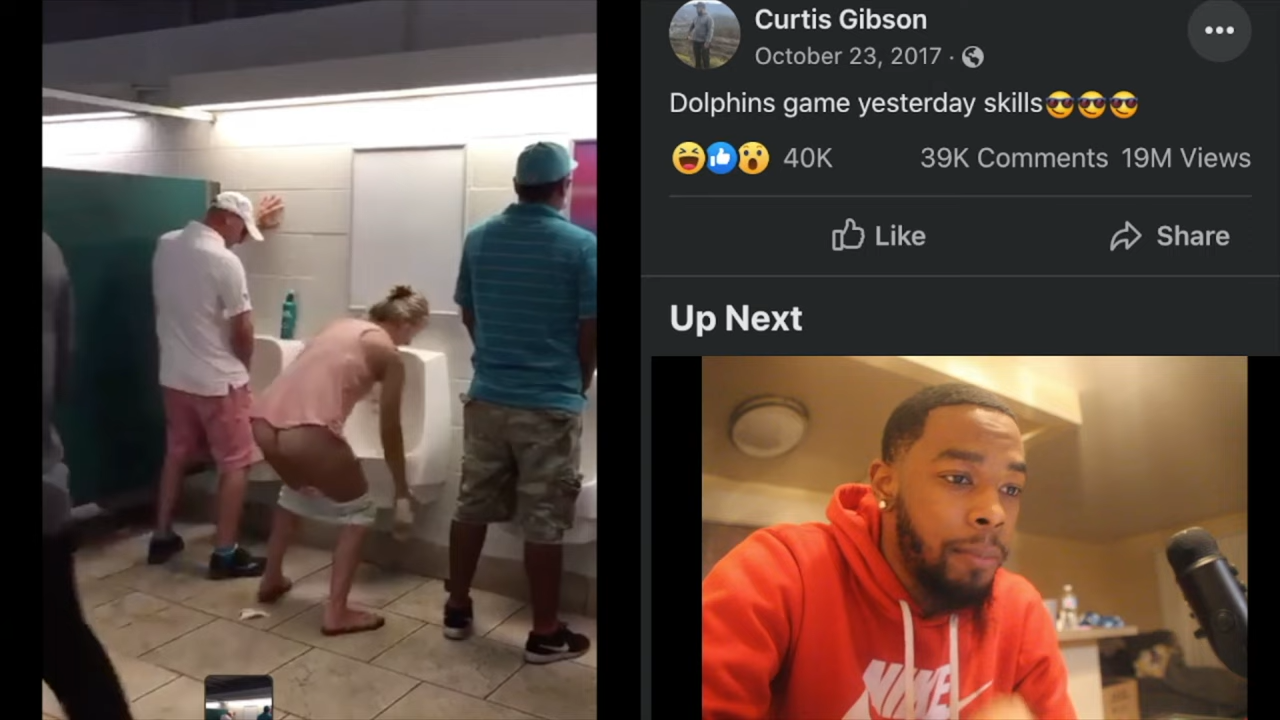 Curtis Gibson
October 23, 2017 ·
Dolphins game yesterday skills😎😎😎
40K 39K Comments 19M Views
Like Share
Up Next
NIKE